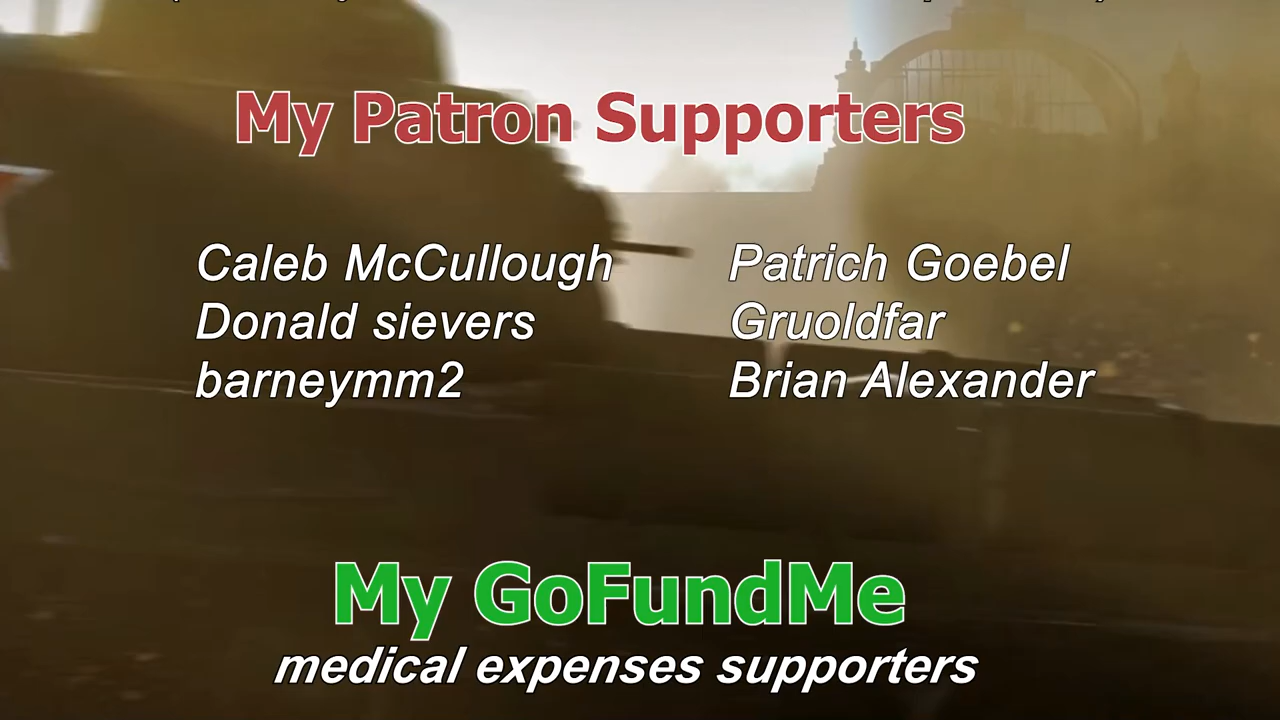 My Patron Supporters
Caleb McCullough
Donald sievers
barneymm2
Patrich Goebel
Gruoldfar
Brian Alexander
My GoFundMe
medical expenses supporters